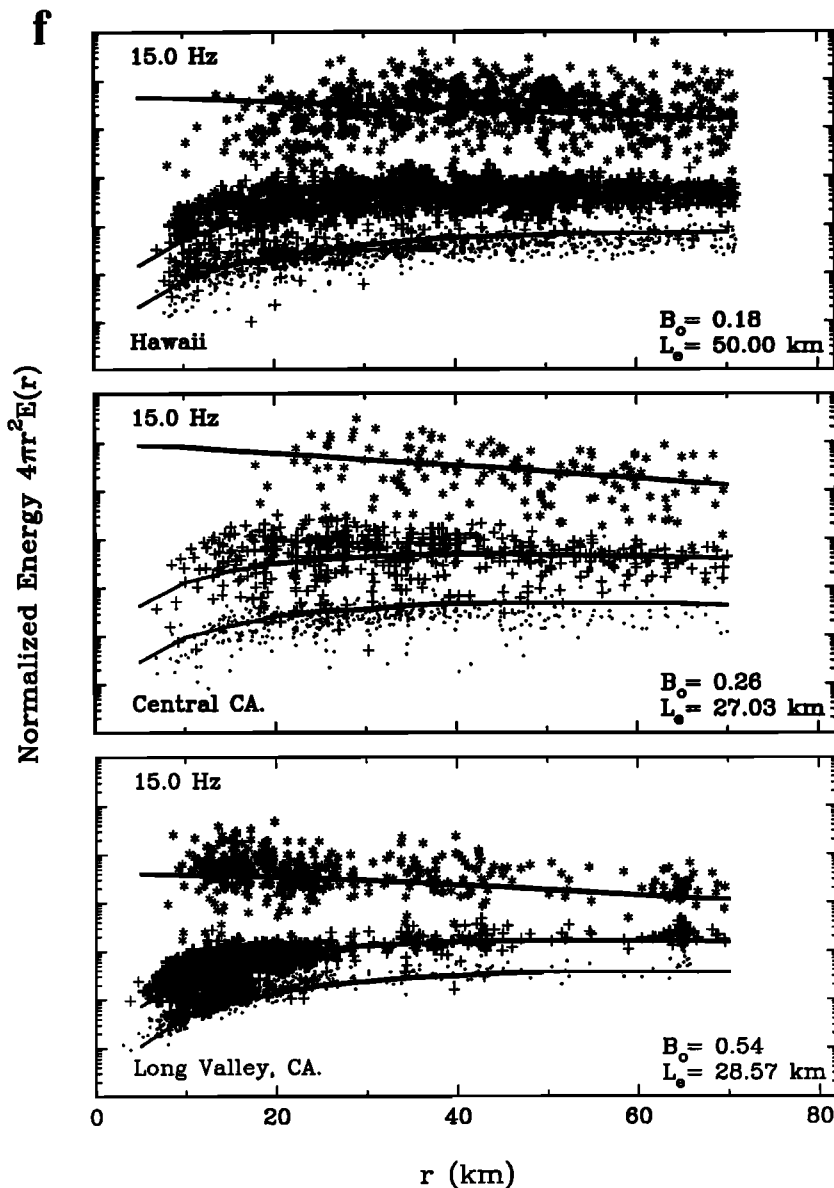 f
Normalized Energy 4πr²E(r)
15.0 Hz
Hawaii
B₀= 0.18
Lₑ= 50.00 km
15.0 Hz
Central CA.
B₀= 0.26
Lₑ= 27.03 km
15.0 Hz
Long Valley, CA.
B₀= 0.54
Lₑ= 28.57 km
0 20 40 60 80
r (km)